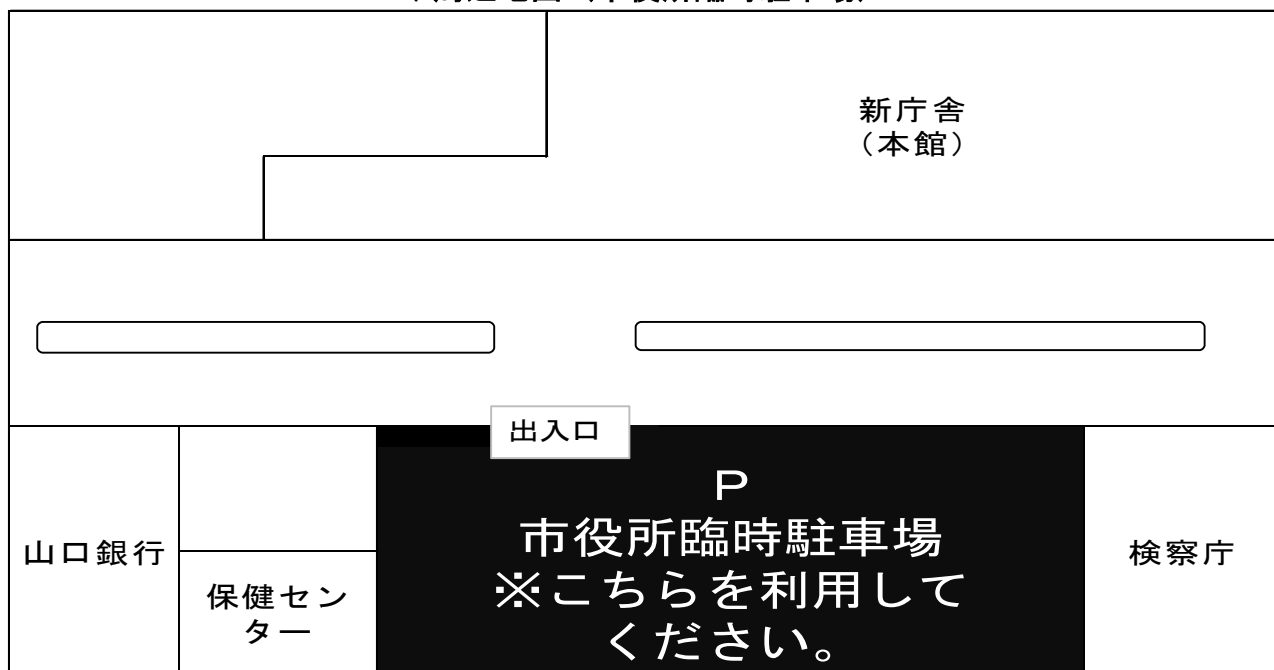 新庁舎
（本館）
出入口
P
市役所臨時駐車場
※こちらを利用して
ください。
山口銀行
保健セン
ター
検察庁